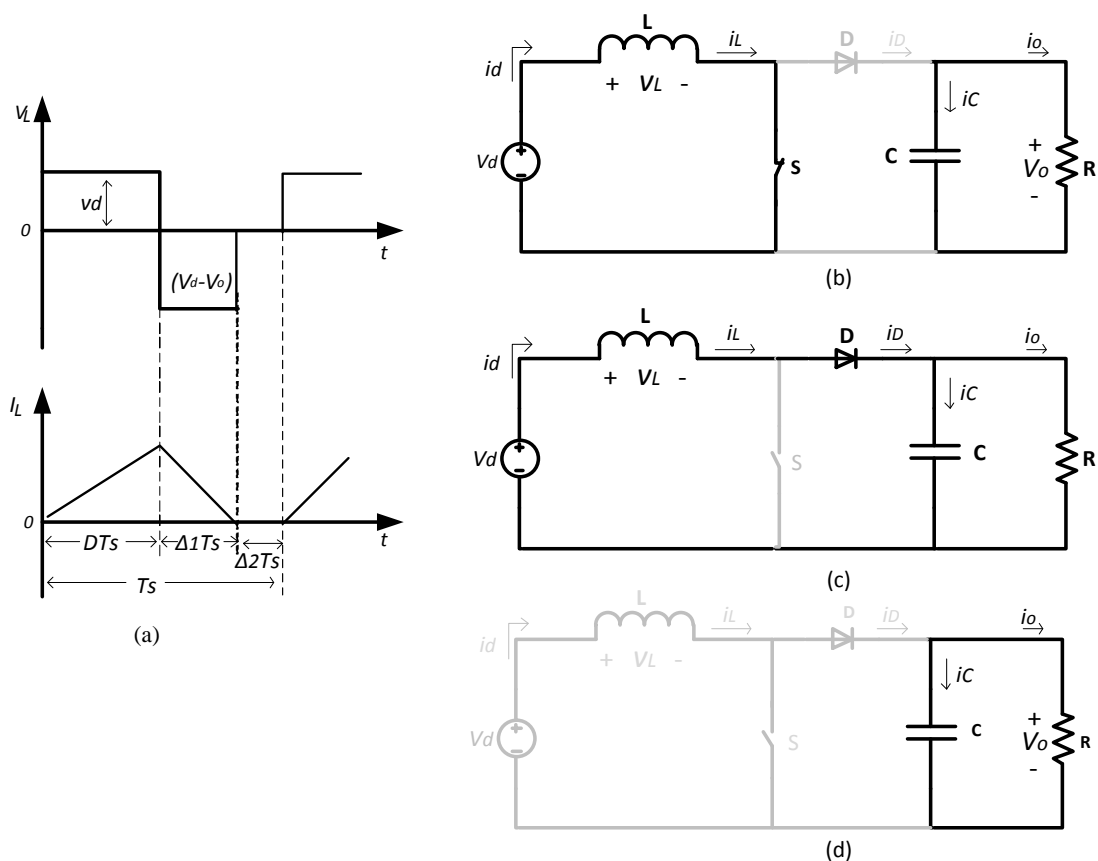 VL
vd
0
t
(Vd-Vo)
IL
0
t
DTs
Δ1Ts
Δ2Ts
Ts
(a)
L
iL
D
iD
io
id
+ VL -
iC
Vd
S
C
+
Vo
-
R
(b)
L
iL
D
iD
io
id
+ VL -
iC
Vd
S
C
R
(c)
L
iL
D
iD
io
id
+ VL -
iC
Vd
S
C
+
Vo
-
R
(d)